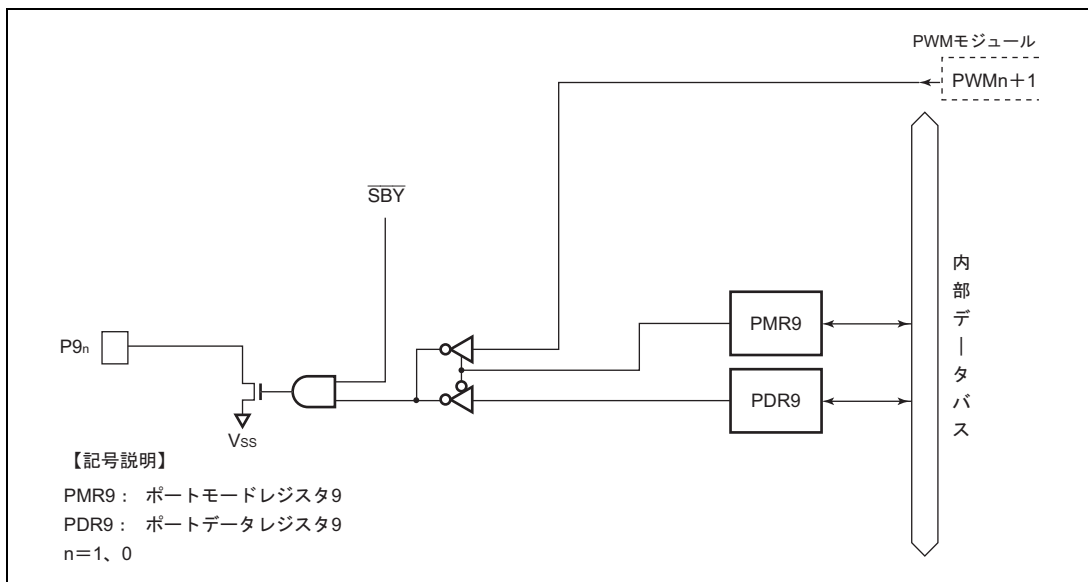 PWMモジュール
PWMn＋1
SBY
内部データバス
PMR9
P9n
PDR9
VSS
【記号説明】
PMR9： ポートモードレジスタ9
PDR9： ポートデータレジスタ9
n＝1、0